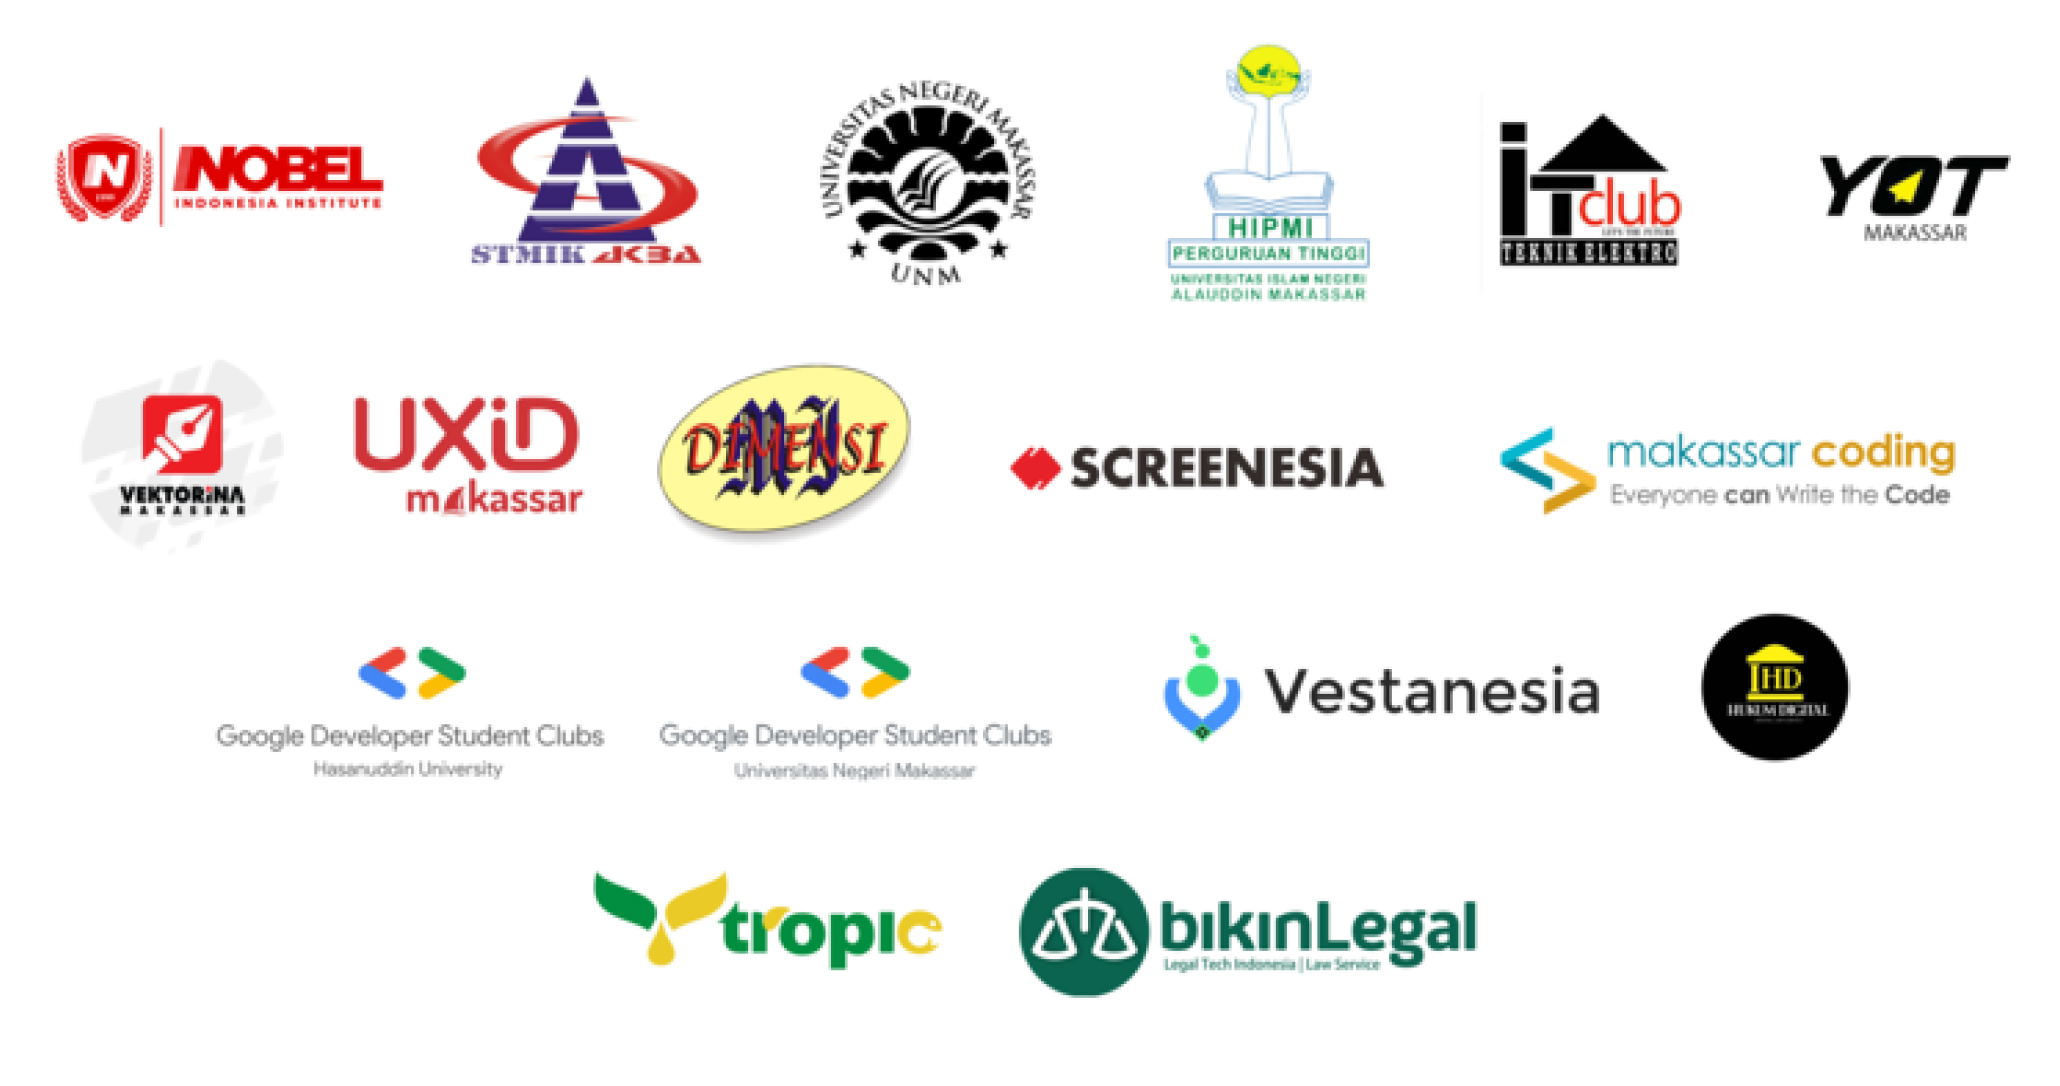 N
NOBEL
INDONESIA INSTITUTE
STMIK AKBA
UNIVERSITAS NEGERI MAKASSAR
UNM
HIPMI
PERGURUAN TINGGI
UNIVERSITAS ISLAM NEGERI
ALAUDDIN MAKASSAR
iT club
TEKNIK ELEKTRO
YOT
MAKASSAR
VEKTORiNA
MAKASSAR
UXiD
makassar
MJ
DIMENSI
SCREENESIA
makassar coding
Everyone can Write the Code
Google Developer Student Clubs
Hasanuddin University
Google Developer Student Clubs
Universitas Negeri Makassar
Vestanesia
HD
HUKUM DIGITAL
tropic
bikinLegal
Legal Tech Indonesia | Law Service